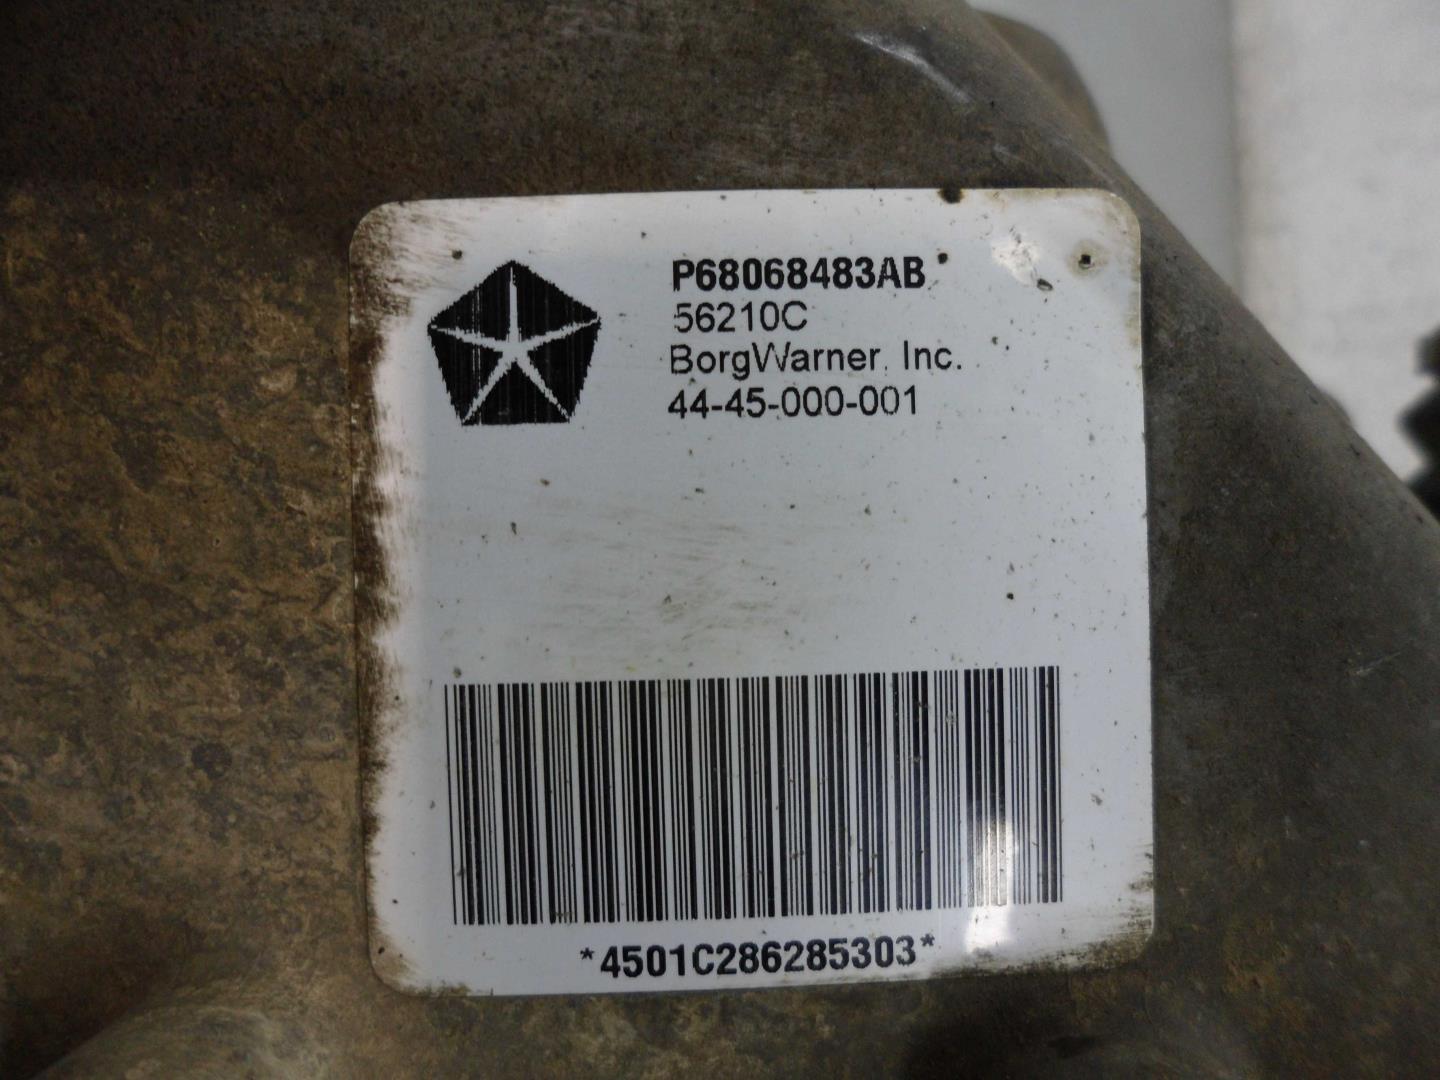 P68068483AB
56210C
BorgWarner, Inc.
44-45-000-001
*4501C286285303*